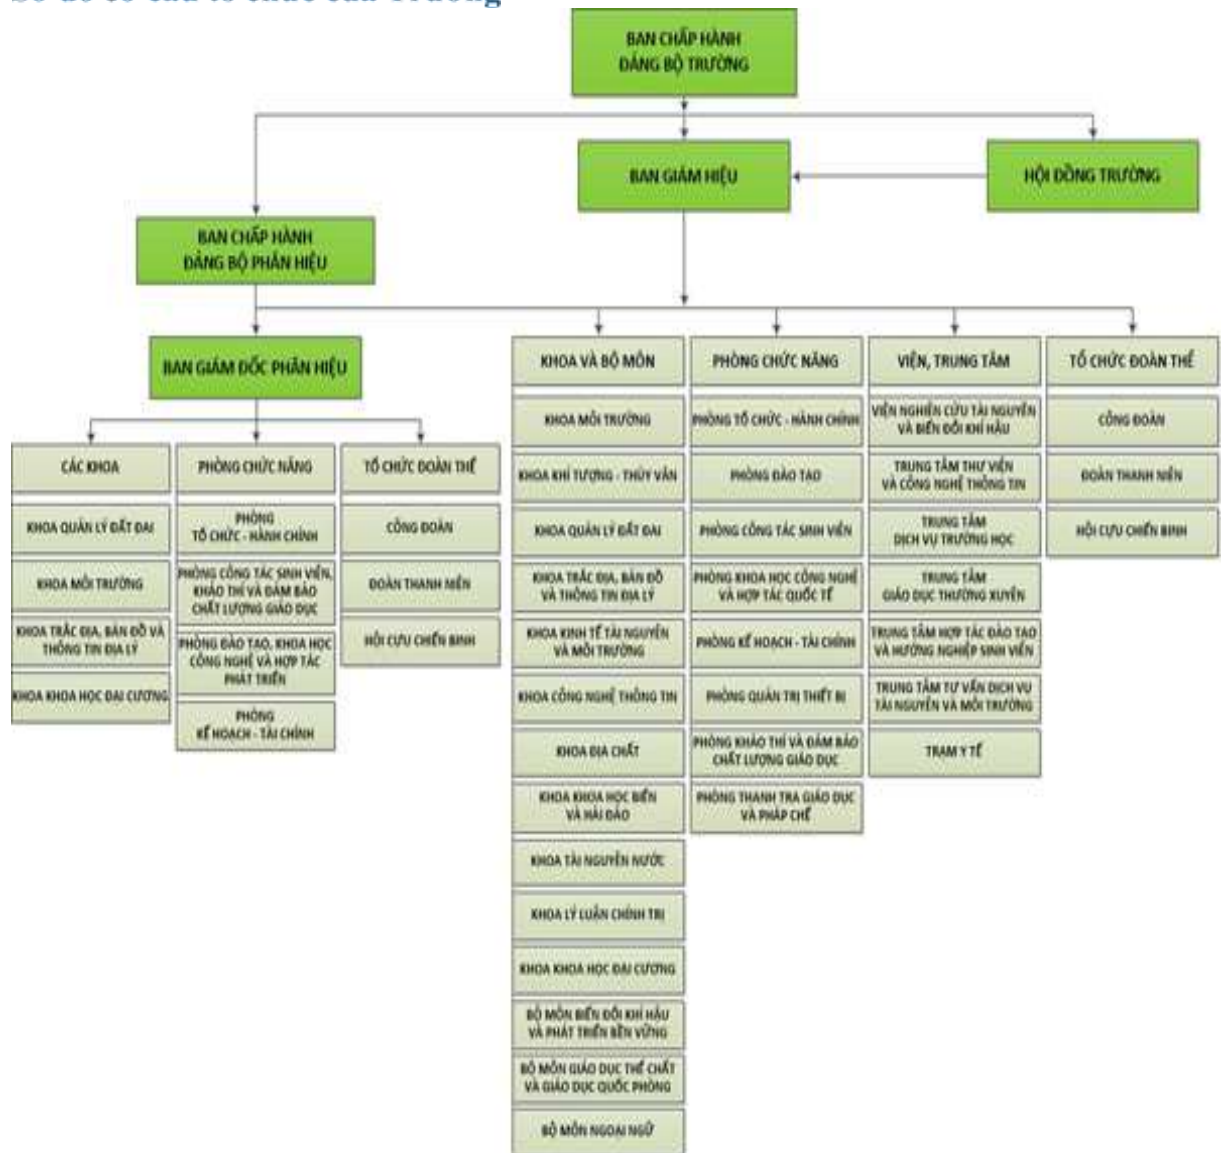 BAN CHẤP HÀNH
ĐẢNG BỘ TRƯỜNG
BAN GIÁM HIỆU
HỘI ĐỒNG TRƯỜNG
BAN CHẤP HÀNH
ĐẢNG BỘ PHÂN HIỆU
BAN GIÁM ĐỐC PHÂN HIỆU
CÁC KHOA
KHOA QUẢN LÝ ĐẤT ĐAI
KHOA MÔI TRƯỜNG
KHOA TRẮC ĐỊA, BẢN ĐỒ VÀ
THÔNG TIN ĐỊA LÝ
KHOA KHOA HỌC ĐẠI CƯƠNG
PHÒNG CHỨC NĂNG
PHÒNG
TỔ CHỨC - HÀNH CHÍNH
PHÒNG CÔNG TÁC SINH VIÊN,
KHẢO THÍ VÀ ĐẢM BẢO
CHẤT LƯỢNG GIÁO DỤC
PHÒNG ĐÀO TẠO, KHOA HỌC
CÔNG NGHỆ VÀ HỢP TÁC
PHÁT TRIỂN
PHÒNG
KẾ HOẠCH - TÀI CHÍNH
TỔ CHỨC ĐOÀN THỂ
CÔNG ĐOÀN
ĐOÀN THANH NIÊN
HỘI CỰU CHIẾN BINH
KHOA VÀ BỘ MÔN
KHOA MÔI TRƯỜNG
KHOA KHÍ TƯỢNG - THỦY VĂN
KHOA QUẢN LÝ ĐẤT ĐAI
KHOA TRẮC ĐỊA, BẢN ĐỒ
VÀ THÔNG TIN ĐỊA LÝ
KHOA KINH TẾ TÀI NGUYÊN
VÀ MÔI TRƯỜNG
KHOA CÔNG NGHỆ THÔNG TIN
KHOA ĐỊA CHẤT
KHOA KHOA HỌC BIỂN
VÀ HẢI ĐẢO
KHOA TÀI NGUYÊN NƯỚC
KHOA LÝ LUẬN CHÍNH TRỊ
KHOA KHOA HỌC ĐẠI CƯƠNG
BỘ MÔN BIẾN ĐỔI KHÍ HẬU
VÀ PHÁT TRIỂN BỀN VỮNG
BỘ MÔN GIÁO DỤC THỂ CHẤT
VÀ GIÁO DỤC QUỐC PHÒNG
BỘ MÔN NGOẠI NGỮ
PHÒNG CHỨC NĂNG
PHÒNG TỔ CHỨC - HÀNH CHÍNH
PHÒNG ĐÀO TẠO
PHÒNG CÔNG TÁC SINH VIÊN
PHÒNG KHOA HỌC CÔNG NGHỆ
VÀ HỢP TÁC QUỐC TẾ
PHÒNG KẾ HOẠCH - TÀI CHÍNH
PHÒNG QUẢN TRỊ THIẾT BỊ
PHÒNG KHẢO THÍ VÀ ĐẢM BẢO
CHẤT LƯỢNG GIÁO DỤC
PHÒNG THANH TRA GIÁO DỤC
VÀ PHÁP CHẾ
VIỆN, TRUNG TÂM
VIỆN NGHIÊN CỨU TÀI NGUYÊN
VÀ BIẾN ĐỔI KHÍ HẬU
TRUNG TÂM THƯ VIỆN
VÀ CÔNG NGHỆ THÔNG TIN
TRUNG TÂM
DỊCH VỤ TRƯỜNG HỌC
TRUNG TÂM
GIÁO DỤC THƯỜNG XUYÊN
TRUNG TÂM HỢP TÁC ĐÀO TẠO
VÀ HƯỚNG NGHIỆP SINH VIÊN
TRUNG TÂM TƯ VẤN DỊCH VỤ
TÀI NGUYÊN VÀ MÔI TRƯỜNG
TRẠM Y TẾ
TỔ CHỨC ĐOÀN THỂ
CÔNG ĐOÀN
ĐOÀN THANH NIÊN
HỘI CỰU CHIẾN BINH